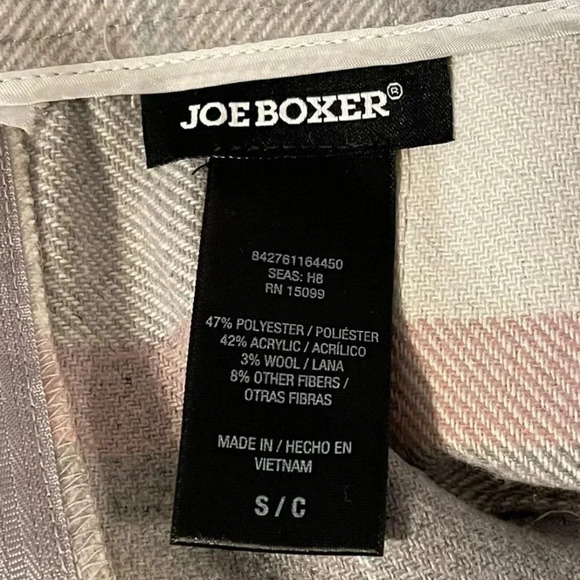 JOE BOXER®
842761164450
SEAS: H8
RN 15099
47% POLYESTER / POLIÉSTER
42% ACRYLIC / ACRÍLICO
3% WOOL / LANA
8% OTHER FIBERS /
OTRAS FIBRAS
MADE IN / HECHO EN
VIETNAM
S / C